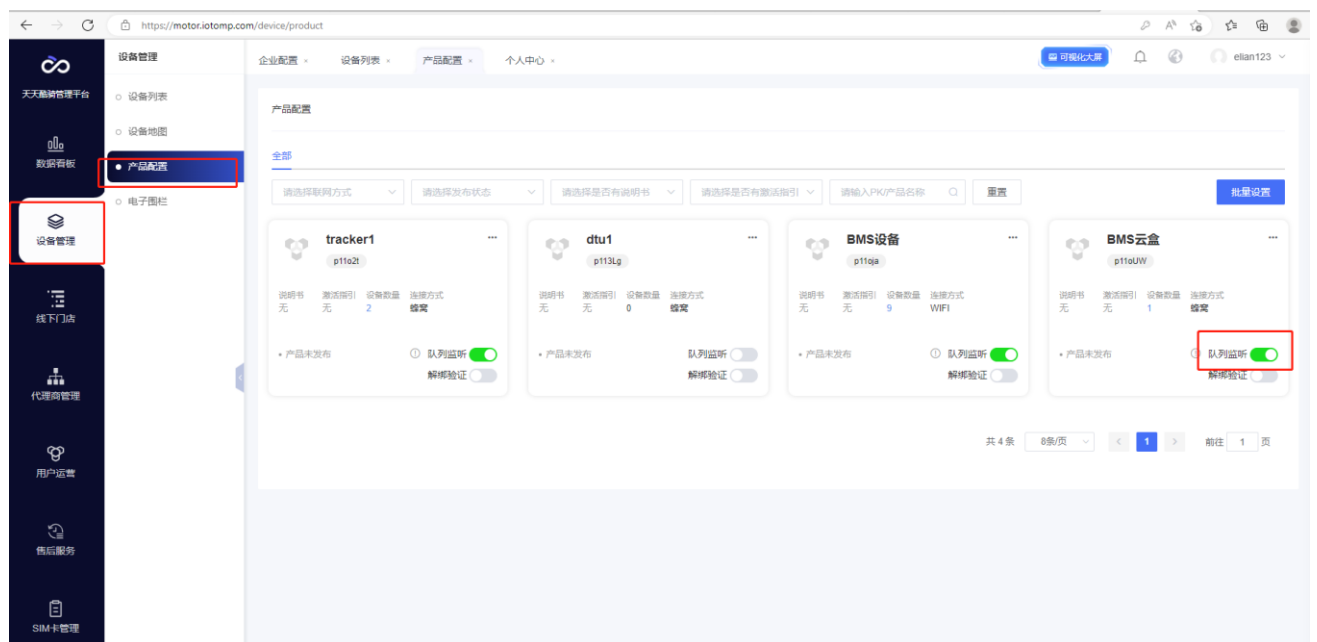 https://motor.iotomp.com/device/product
天天酷骑管理平台
数据看板
设备管理
线下门店
代理商管理
用户运营
售后服务
SIM卡管理
设备管理
设备列表
设备地图
产品配置
电子围栏
企业配置 ×
设备列表 ×
产品配置 ×
个人中心 ×
可视化大屏
elian123
产品配置
全部
请选择联网方式
请选择发布状态
请选择是否有说明书
请选择是否有激活指引
请输入PK/产品名称
重置
批量设置
tracker1
p11o2t
说明书 激活指引 设备数量 连接方式
无 无 2 蜂窝
• 产品未发布 队列监听
解绑验证
dtu1
p113Lg
说明书 激活指引 设备数量 连接方式
无 无 0 蜂窝
• 产品未发布 队列监听
解绑验证
BMS设备
p11oja
说明书 激活指引 设备数量 连接方式
无 无 9 WIFI
• 产品未发布 队列监听
解绑验证
BMS云盒
p11oUW
说明书 激活指引 设备数量 连接方式
无 无 1 蜂窝
• 产品未发布 队列监听
解绑验证
共 4 条 8条/页 < 1 > 前往 1 页